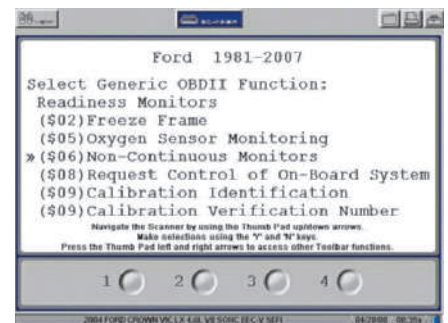 SCANNER
Ford 1981-2007
Select Generic OBDII Function:
Readiness Monitors
($02)Freeze Frame
($05)Oxygen Sensor Monitoring
»($06)Non-Continuous Monitors
($08)Request Control of On-Board System
($09)Calibration Identification
($09)Calibration Verification Number
Navigate the Scanner by using the Thumb Pad up/down arrows.
Make selections using the 'Y' and 'N' keys.
Press the Thumb Pad left and right arrows to access other Toolbar functions.
1 2 3 4
2004 FORD CROWN VIC LX 4.6L V8 SOHC EEC-V SEFI